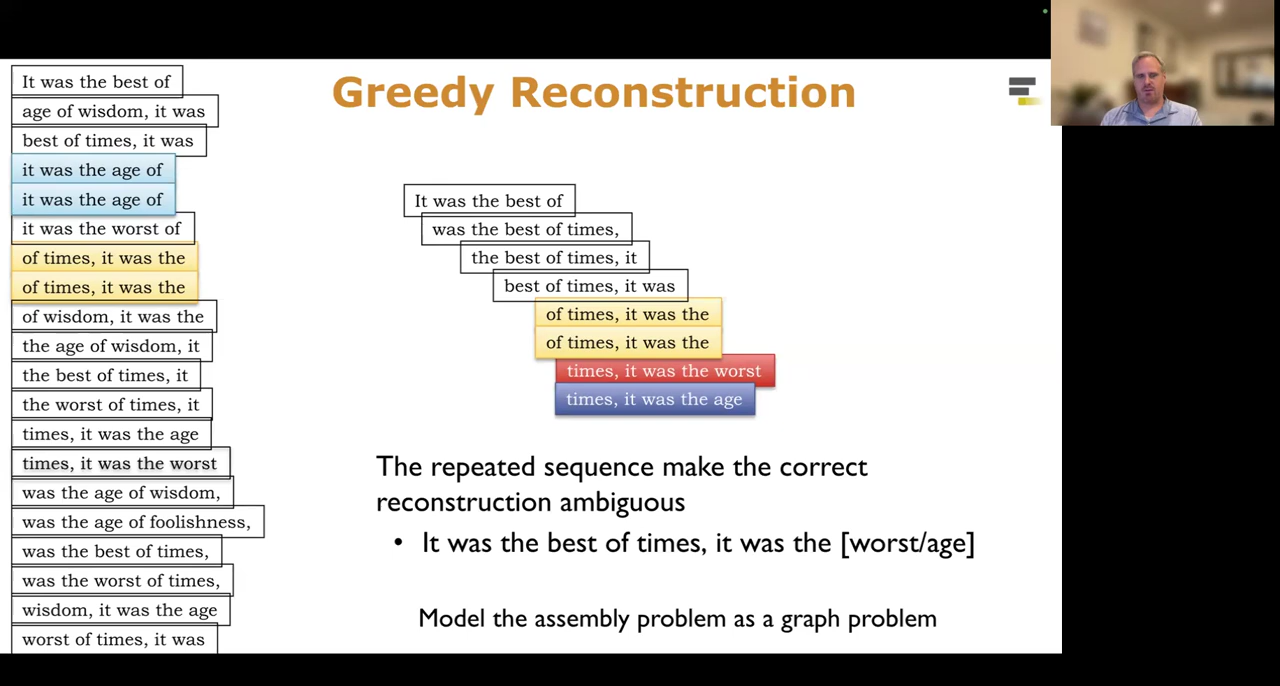 Greedy Reconstruction
It was the best of
age of wisdom, it was
best of times, it was
it was the age of
it was the age of
it was the worst of
of times, it was the
of times, it was the
of wisdom, it was the
the age of wisdom, it
the best of times, it
the worst of times, it
times, it was the age
times, it was the worst
was the age of wisdom,
was the age of foolishness,
was the best of times,
was the worst of times,
wisdom, it was the age
worst of times, it was
It was the best of
was the best of times,
the best of times, it
best of times, it was
of times, it was the
of times, it was the
times, it was the worst
times, it was the age
The repeated sequence make the correct
reconstruction ambiguous
• It was the best of times, it was the [worst/age]
Model the assembly problem as a graph problem